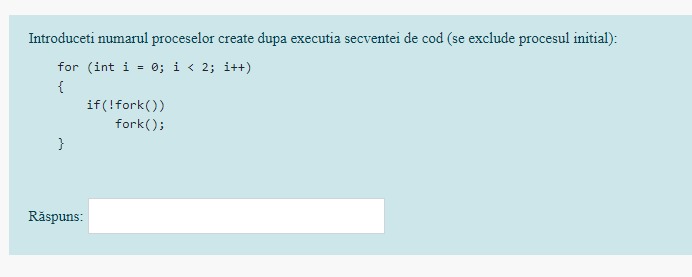 Introduceti numarul proceselor create dupa executia secventei de cod (se exclude procesul initial):
for (int i = 0; i < 2; i++)
{
if(!fork())
fork();
}
Răspuns: